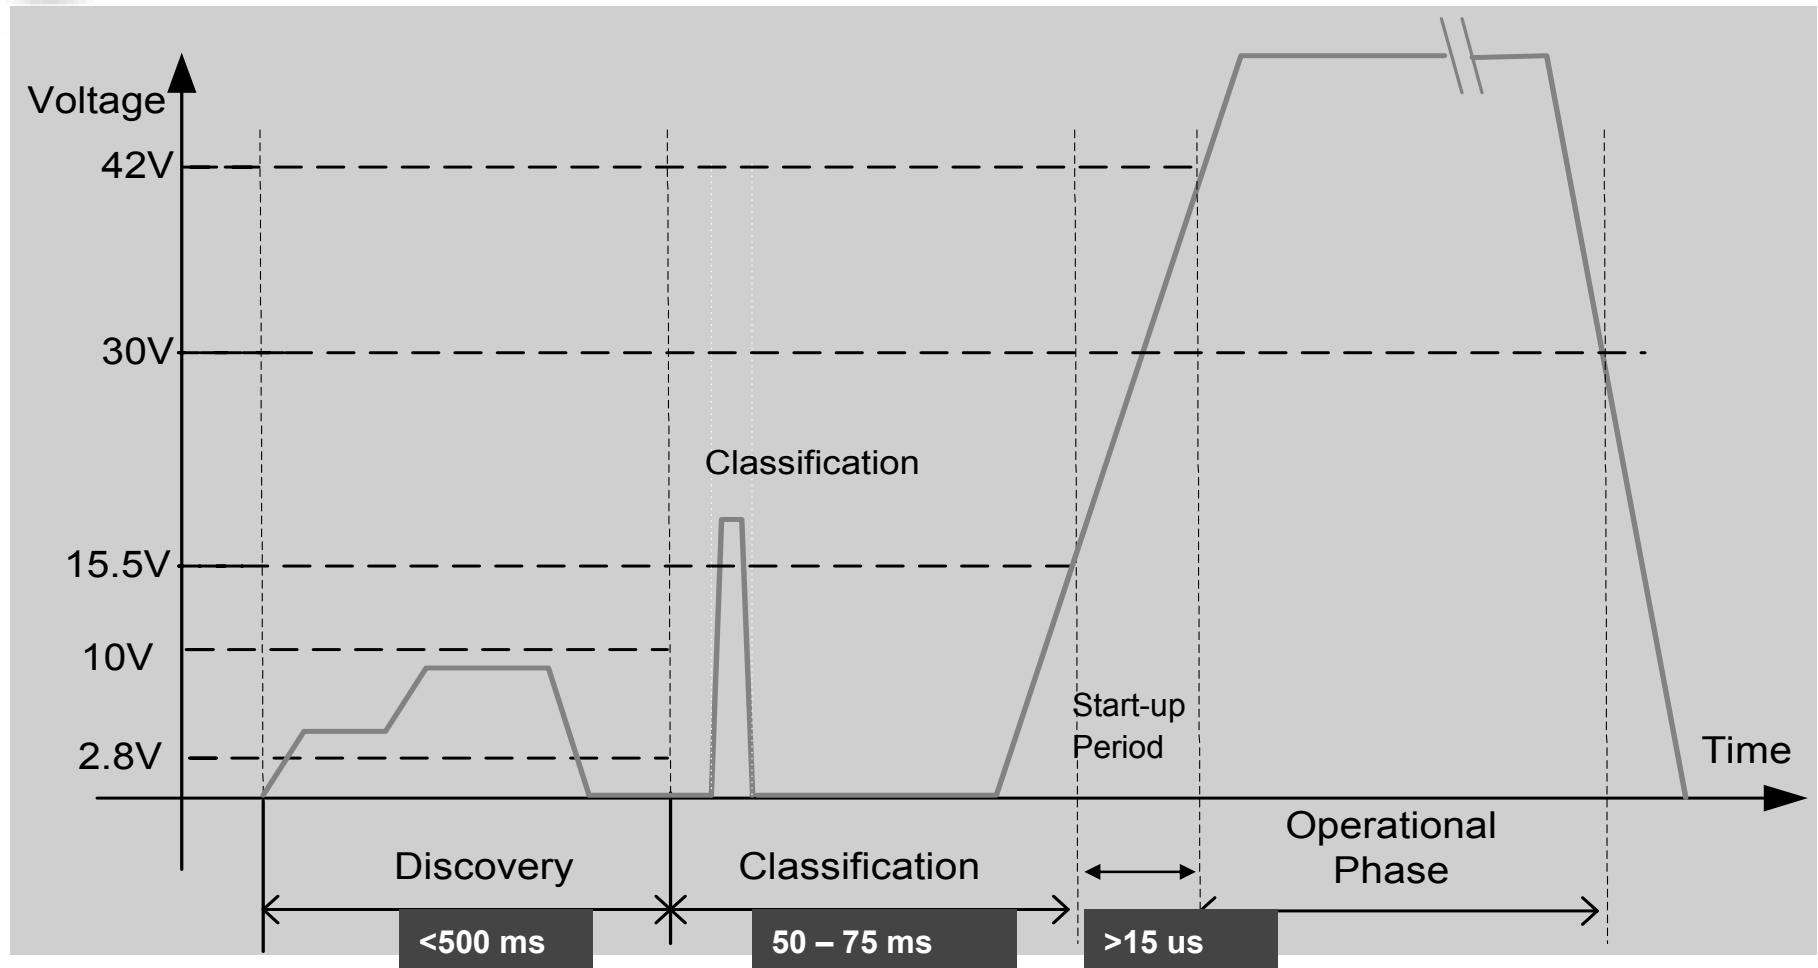 Voltage
42V
30V
Classification
15.5V
10V
Start-up
Period
2.8V
Time
Discovery
Classification
Operational
Phase
<500 ms
50 – 75 ms
>15 us